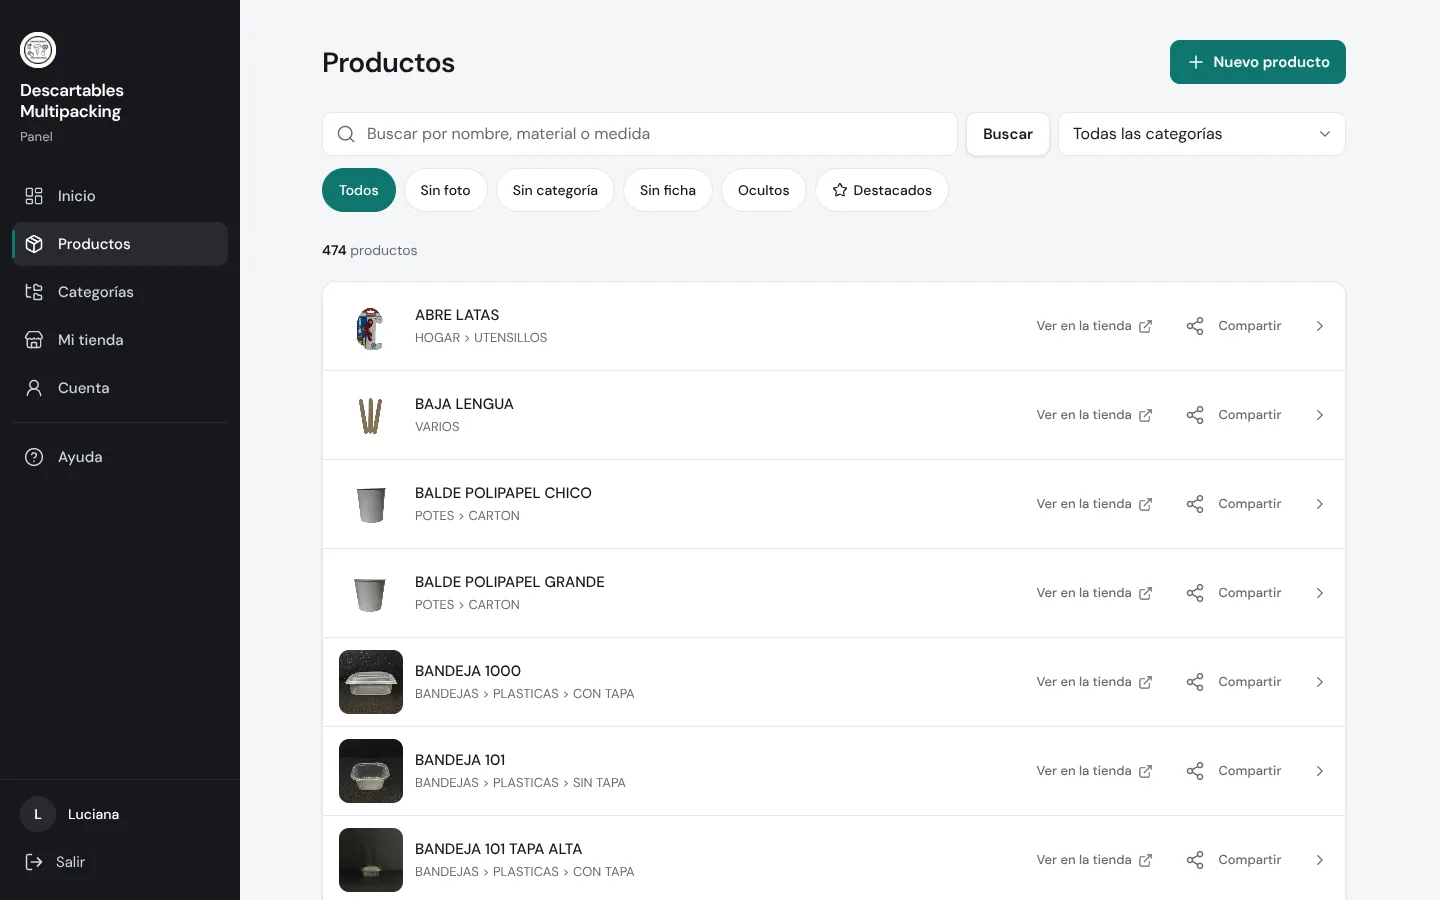 Descartables
Multipacking
Panel
Inicio
Productos
Categorías
Mi tienda
Cuenta
Ayuda
L
Luciana
Salir
Productos
Nuevo producto
Buscar por nombre, material o medida
Buscar
Todas las categorías
Todos
Sin foto
Sin categoría
Sin ficha
Ocultos
Destacados
474 productos
ABRE LATAS
HOGAR > UTENSILLOS
Ver en la tienda
Compartir
BAJA LENGUA
VARIOS
Ver en la tienda
Compartir
BALDE POLIPAPEL CHICO
POTES > CARTON
Ver en la tienda
Compartir
BALDE POLIPAPEL GRANDE
POTES > CARTON
Ver en la tienda
Compartir
BANDEJA 1000
BANDEJAS > PLASTICAS > CON TAPA
Ver en la tienda
Compartir
BANDEJA 101
BANDEJAS > PLASTICAS > SIN TAPA
Ver en la tienda
Compartir
BANDEJA 101 TAPA ALTA
BANDEJAS > PLASTICAS > CON TAPA
Ver en la tienda
Compartir